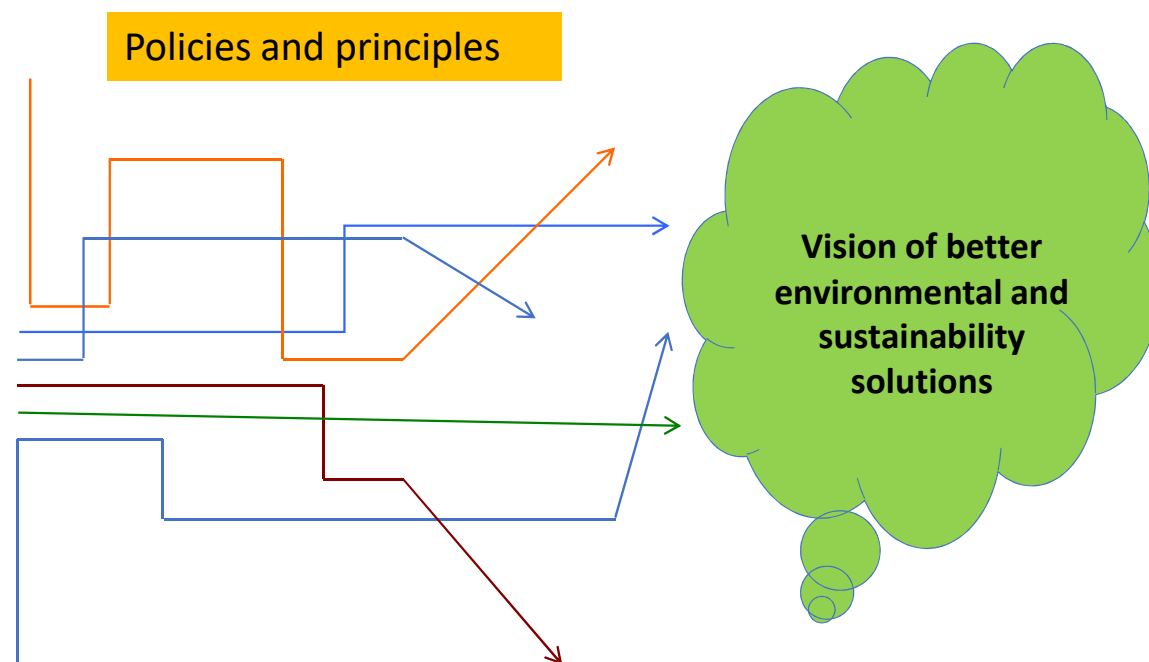 Policies and principles
Vision of better
environmental and
sustainability
solutions